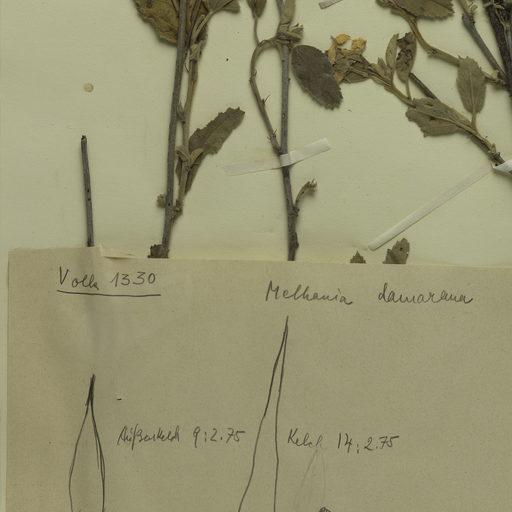 Volk 1330
Melhania damarana
Außenkelch 9:2.75
Kelch 14:2.75